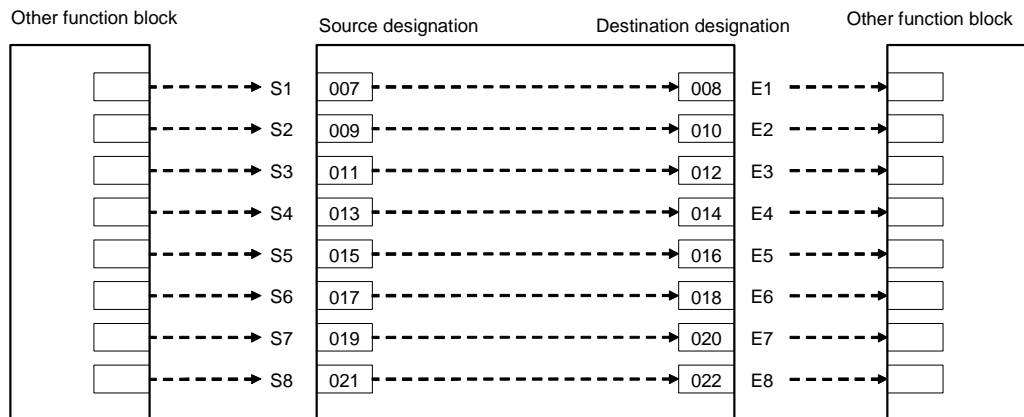 Other function block
Source designation
Destination designation
Other function block
S1 007 008 E1
S2 009 010 E2
S3 011 012 E3
S4 013 014 E4
S5 015 016 E5
S6 017 018 E6
S7 019 020 E7
S8 021 022 E8